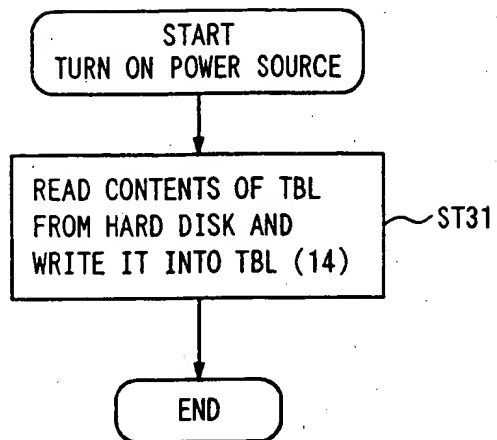 START
TURN ON POWER SOURCE
READ CONTENTS OF TBL
FROM HARD DISK AND
WRITE IT INTO TBL (14)
ST31
END